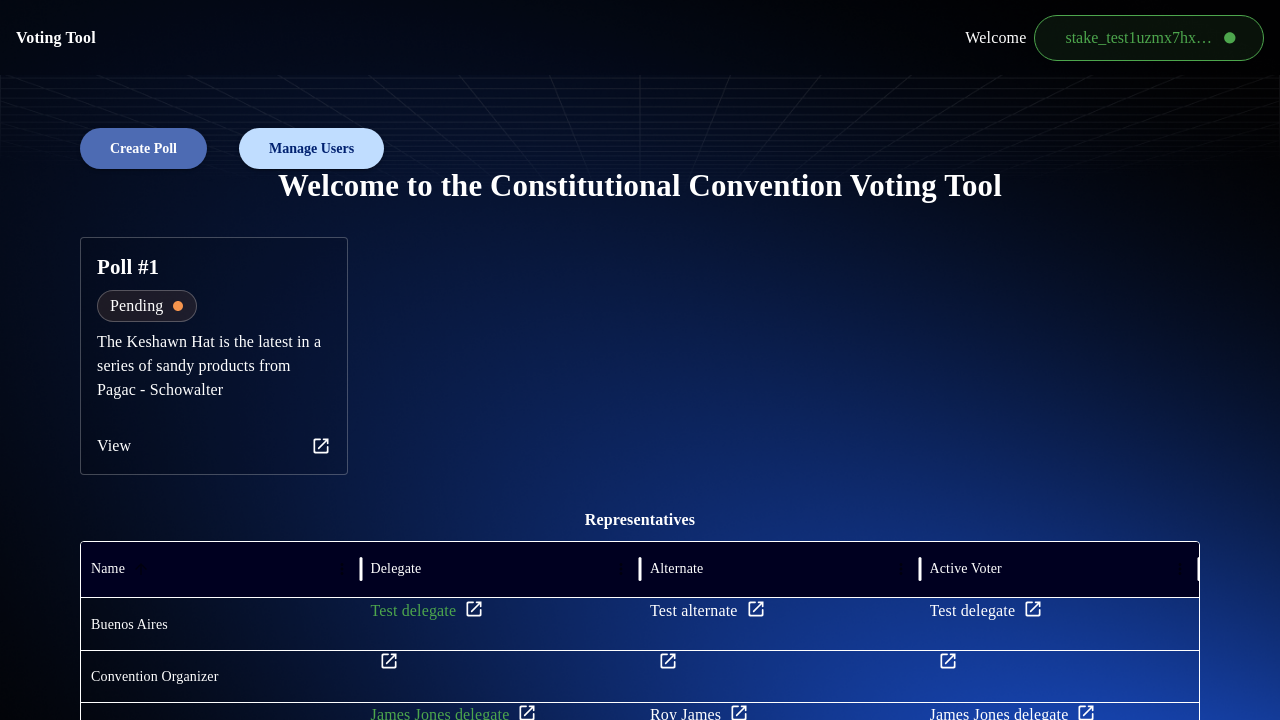 Voting Tool
Welcome
stake_test1uzmx7hx…
Create Poll
Manage Users
Welcome to the Constitutional Convention Voting Tool
Poll #1
Pending
The Keshawn Hat is the latest in a
series of sandy products from
Pagac - Schowalter
View
Representatives
Name Delegate Alternate Active Voter
Buenos Aires Test delegate Test alternate Test delegate
Convention Organizer
James Jones delegate Roy James James Jones delegate